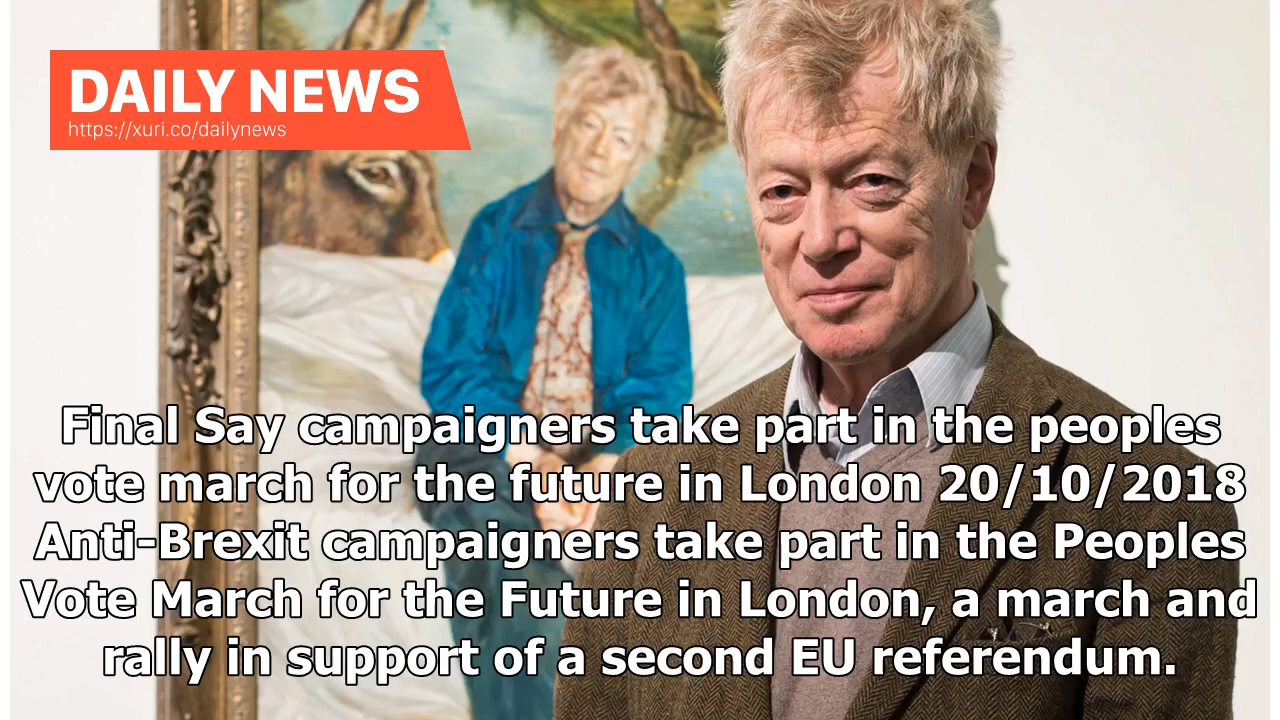 DAILY NEWS
https://xuri.co/dailynews
Final Say campaigners take part in the peoples
vote march for the future in London 20/10/2018
Anti-Brexit campaigners take part in the Peoples
Vote March for the Future in London, a march and
rally in support of a second EU referendum.